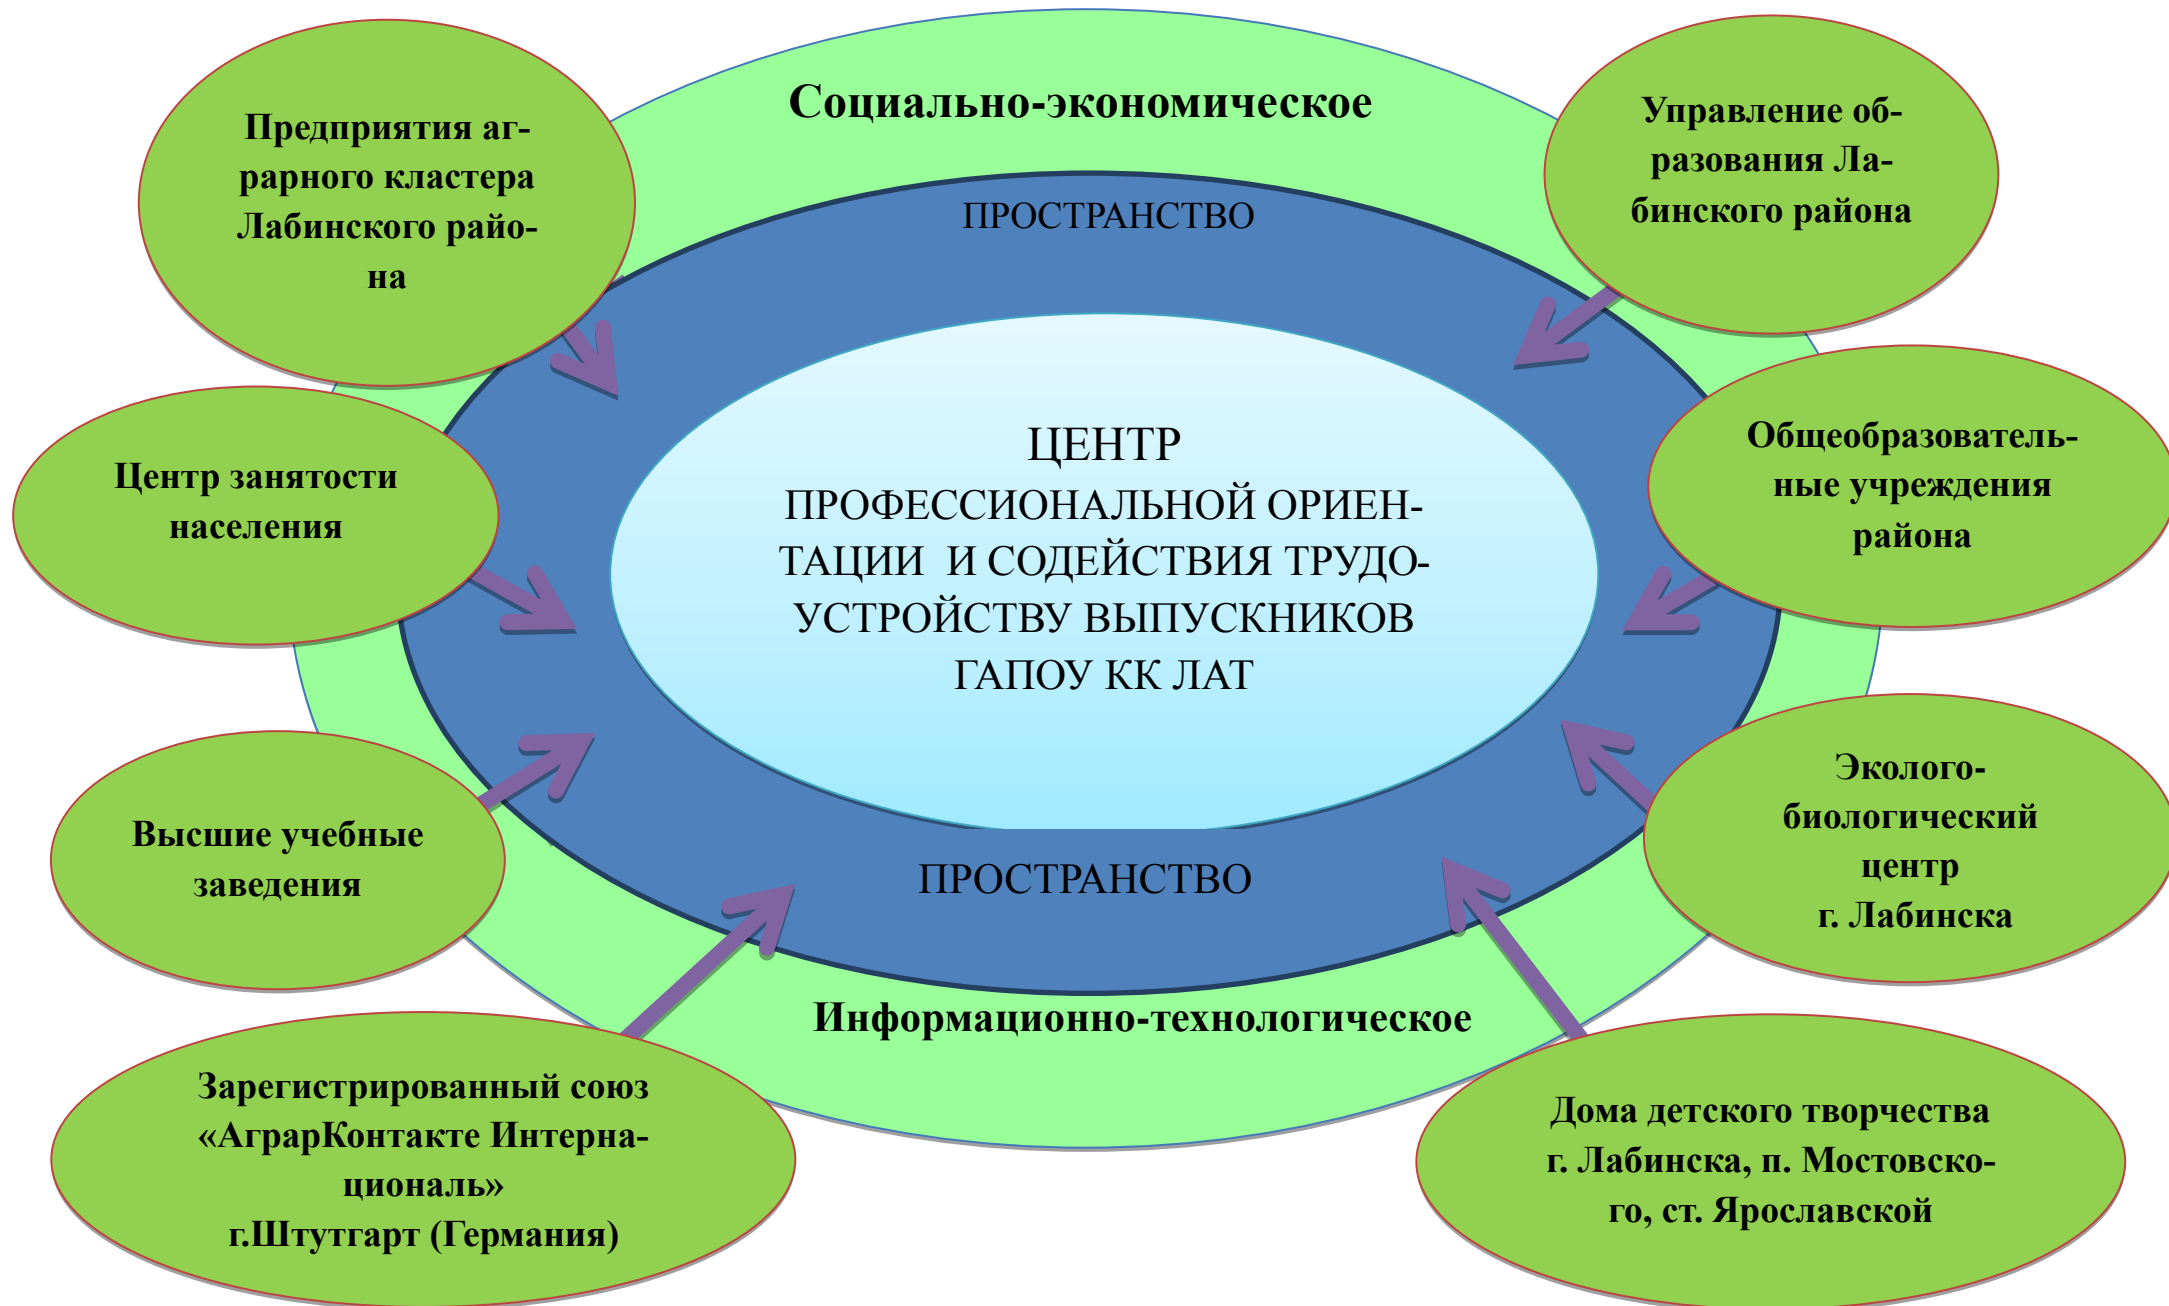 Социально-экономическое
ПРОСТРАНСТВО
Предприятия аг-
рарного кластера
Лабинского райо-
на
Управление об-
разования Ла-
бинского района
Центр занятости
населения
ЦЕНТР
ПРОФЕССИОНАЛЬНОЙ ОРИЕН-
ТАЦИИ  И СОДЕЙСТВИЯ ТРУДО-
УСТРОЙСТВУ ВЫПУСКНИКОВ
ГАПОУ КК ЛАТ
Общеобразователь-
ные учреждения
района
Высшие учебные
заведения
Эколого-
биологический
центр
г. Лабинска
ПРОСТРАНСТВО
Информационно-технологическое
Зарегистрированный союз
«АграрКонтакте Интерна-
циональ»
г.Штутгарт (Германия)
Дома детского творчества
г. Лабинска, п. Мостовско-
го, ст. Ярославской